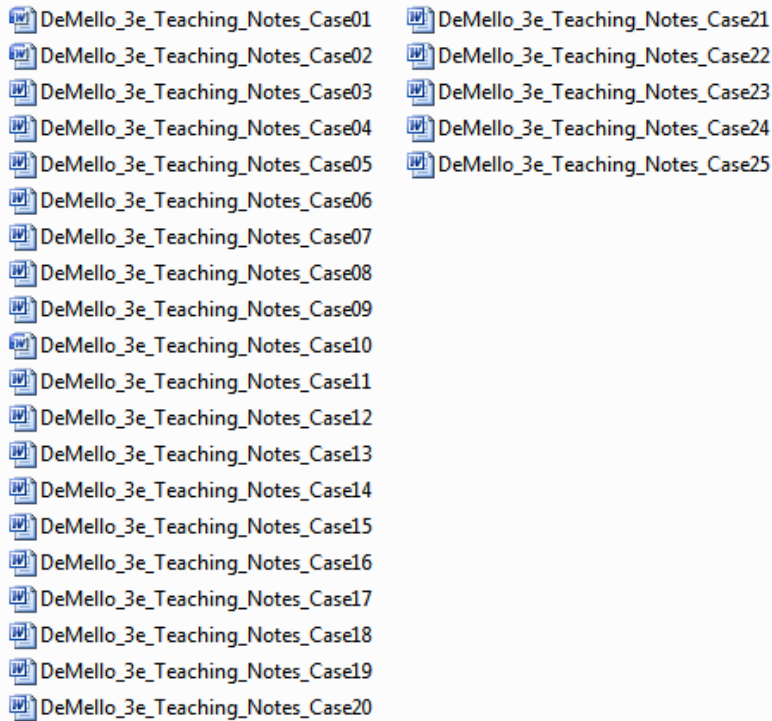 DeMello_3e_Teaching_Notes_Case01
DeMello_3e_Teaching_Notes_Case02
DeMello_3e_Teaching_Notes_Case03
DeMello_3e_Teaching_Notes_Case04
DeMello_3e_Teaching_Notes_Case05
DeMello_3e_Teaching_Notes_Case06
DeMello_3e_Teaching_Notes_Case07
DeMello_3e_Teaching_Notes_Case08
DeMello_3e_Teaching_Notes_Case09
DeMello_3e_Teaching_Notes_Case10
DeMello_3e_Teaching_Notes_Case11
DeMello_3e_Teaching_Notes_Case12
DeMello_3e_Teaching_Notes_Case13
DeMello_3e_Teaching_Notes_Case14
DeMello_3e_Teaching_Notes_Case15
DeMello_3e_Teaching_Notes_Case16
DeMello_3e_Teaching_Notes_Case17
DeMello_3e_Teaching_Notes_Case18
DeMello_3e_Teaching_Notes_Case19
DeMello_3e_Teaching_Notes_Case20
DeMello_3e_Teaching_Notes_Case21
DeMello_3e_Teaching_Notes_Case22
DeMello_3e_Teaching_Notes_Case23
DeMello_3e_Teaching_Notes_Case24
DeMello_3e_Teaching_Notes_Case25